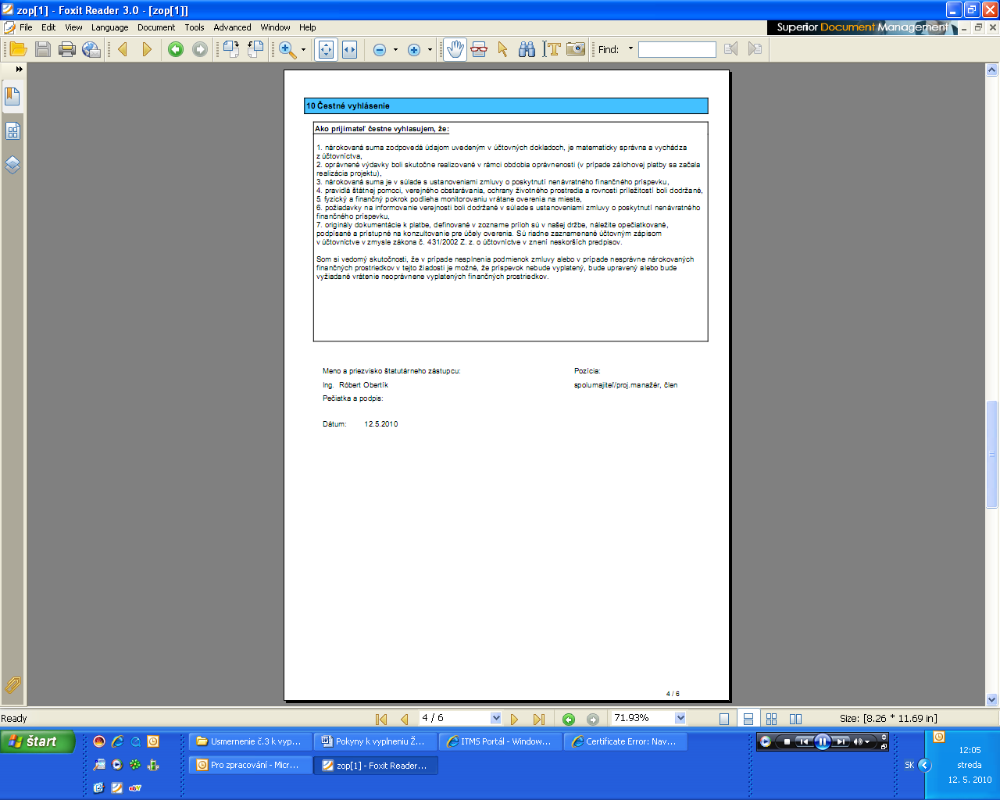 zop[1] - Foxit Reader 3.0 - [zop[1]]
File Edit View Language Document Tools Advanced Window Help
Superior Document Management
Find:
10 Čestné vyhlásenie
Ako prijímateľ čestne vyhlasujem, že:
1. nárokovaná suma zodpovedá údajom uvedeným v účtovných dokladoch, je matematicky správna a vychádza
z účtovníctva,
2. oprávnené výdavky boli skutočne realizované v rámci obdobia oprávnenosti (v prípade zálohovej platby sa začala
realizácia projektu),
3. nárokovaná suma je v súlade s ustanoveniami zmluvy o poskytnutí nenávratného finančného príspevku,
4. pravidlá štátnej pomoci, verejného obstarávania, ochrany životného prostredia a rovnosti príležitostí boli dodržané,
5. fyzický a finančný pokrok podlieha monitorovaniu vrátane overenia na mieste,
6. požiadavky na informovanie verejnosti boli dodržané v súlade s ustanoveniami zmluvy o poskytnutí nenávratného
finančného príspevku,
7. originály dokumentácie k platbe, definované v zozname príloh sú v našej držbe, náležite opečiatkované,
podpísané a prístupné na konzultovanie pre účely overenia. Sú riadne zaznamenané účtovným zápisom
v účtovníctve v zmysle zákona č. 431/2002 Z. z. o účtovníctve v znení neskorších predpisov.
Som si vedomý skutočnosti, že v prípade nesplnenia podmienok zmluvy alebo v prípade nesprávne nárokovaných
finančných prostriedkov v tejto žiadosti je možné, že príspevok nebude vyplatený, bude upravený alebo bude
vyžiadané vrátenie neoprávnene vyplatených finančných prostriedkov.
Meno a priezvisko štatutárneho zástupcu: Pozícia:
Ing. Róbert Obertík spolumajiteľ/proj.manažér, člen
Pečiatka a podpis:
Dátum: 12.5.2010
4 / 6
Ready 4 / 6 71.93% Size: [8.26 * 11.69 in]
štart Usmernenie č.3 k vyp... Pokyny k vyplneniu Ž... ITMS Portál - Window... Certificate Error: Nav...
Pro zpracování - Micr... zop[1] - Foxit Reader...
SK
12:05
streda
12. 5. 2010